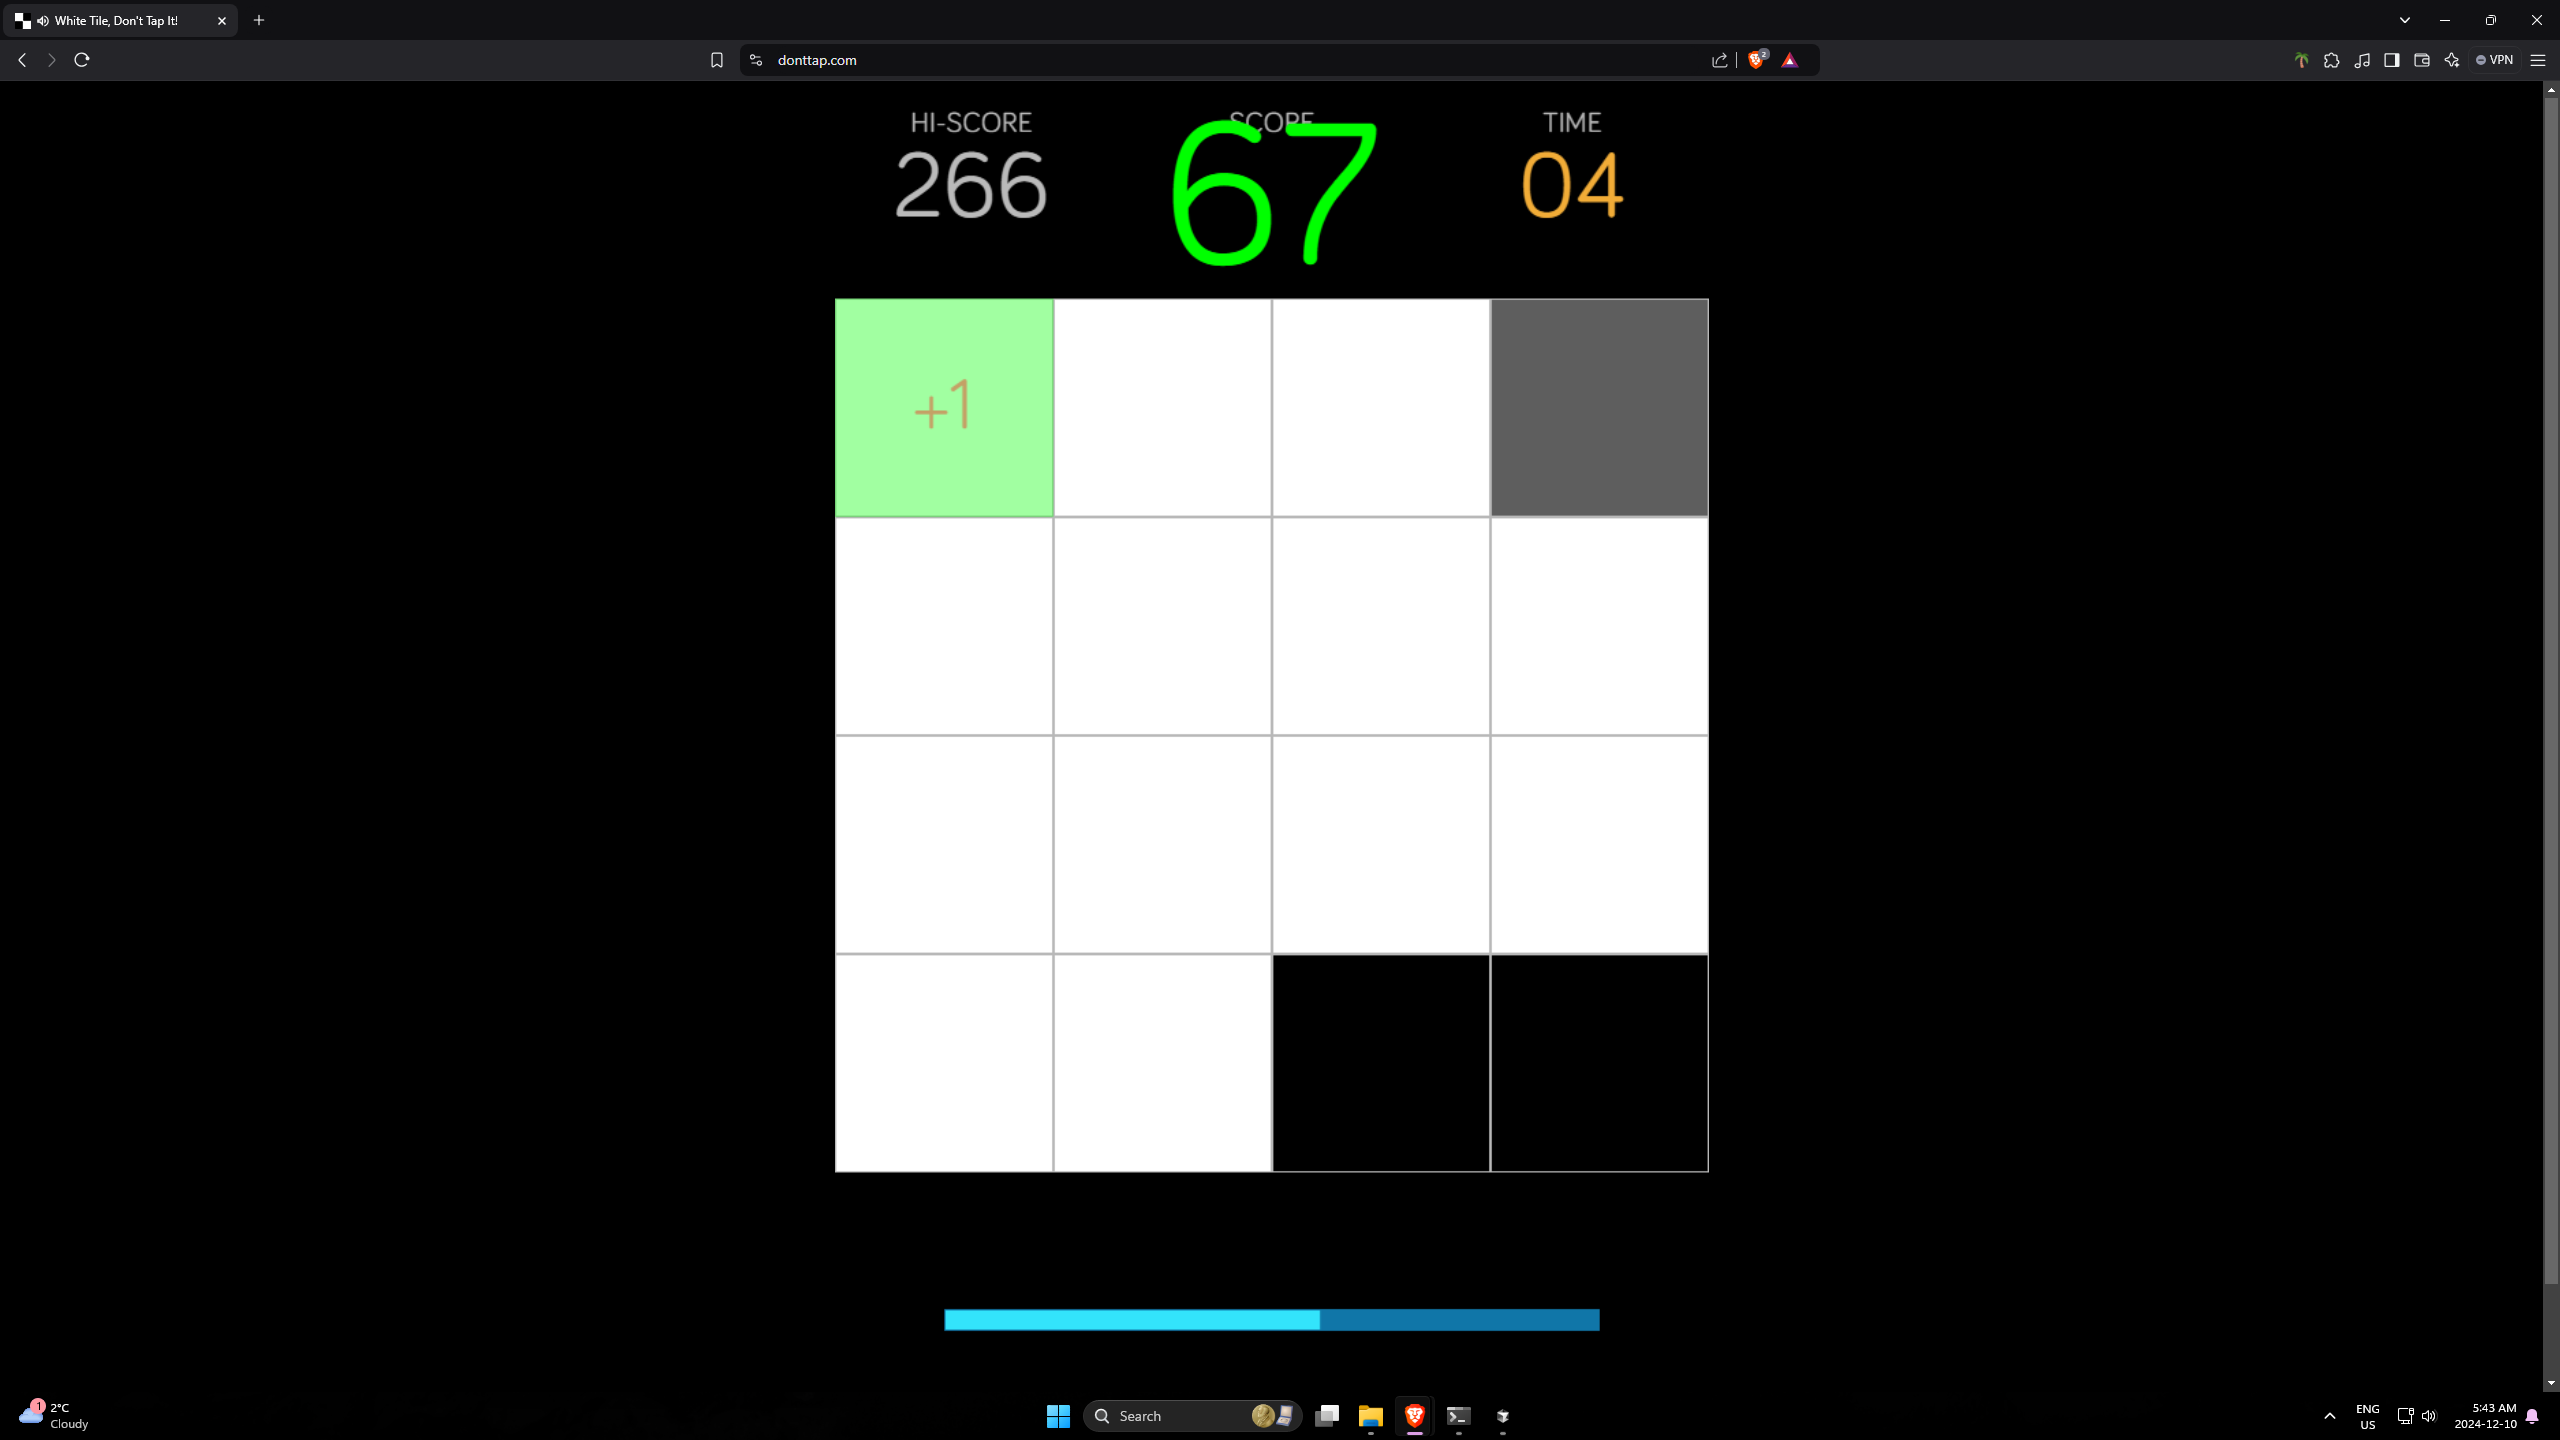 White Tile, Don't Tap It!
donttap.com
2
VPN
HI-SCORE
SCORE
TIME
266
67
04
+1
1
2°C
Cloudy
Search
ENG
US
5:43 AM
2024-12-10